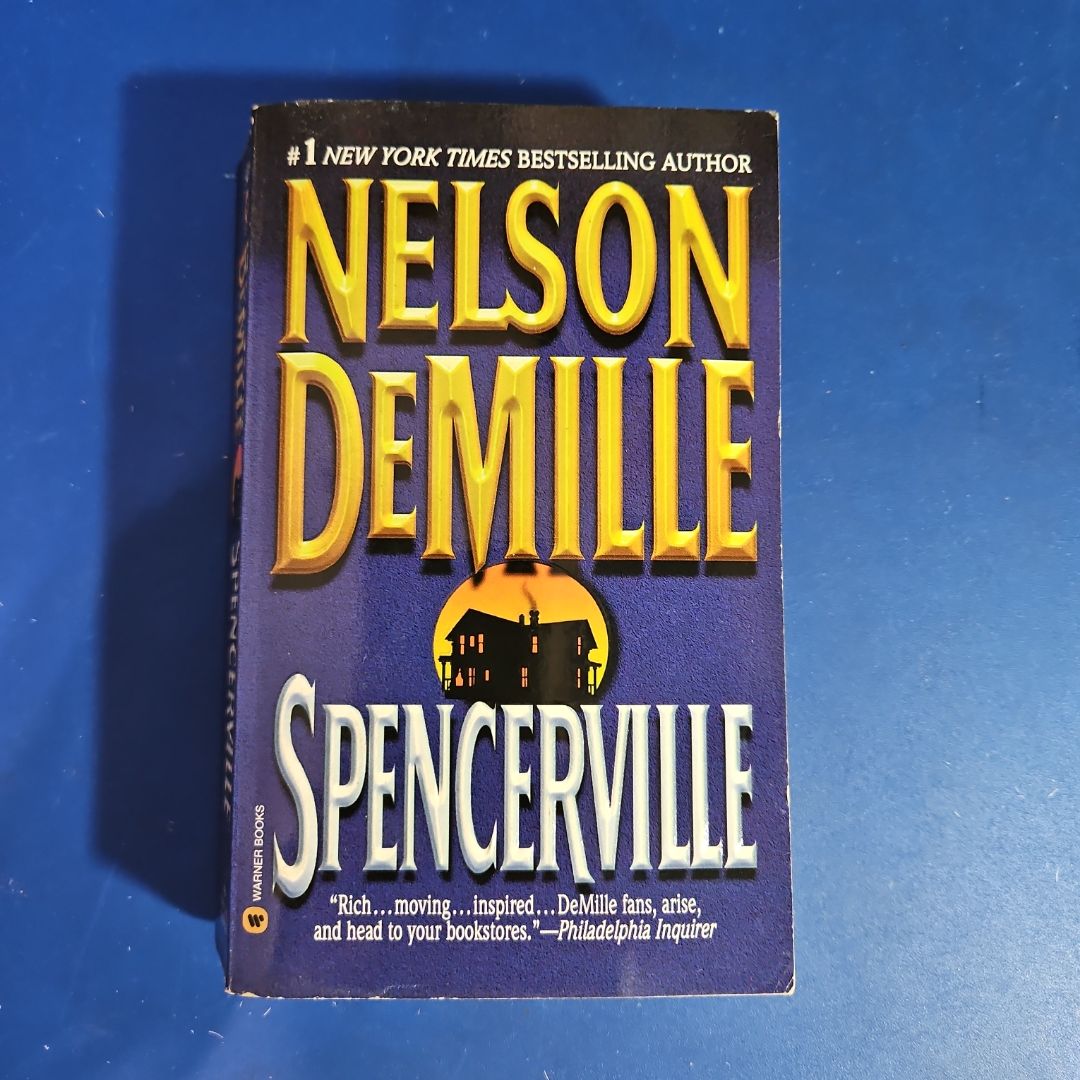 #1 NEW YORK TIMES BESTSELLING AUTHOR
NELSON
DEMILLE
SPENCERVILLE
"Rich...moving...inspired...DeMille fans, arise,
and head to your bookstores."—Philadelphia Inquirer
WARNER BOOKS
SPENCERVILLE